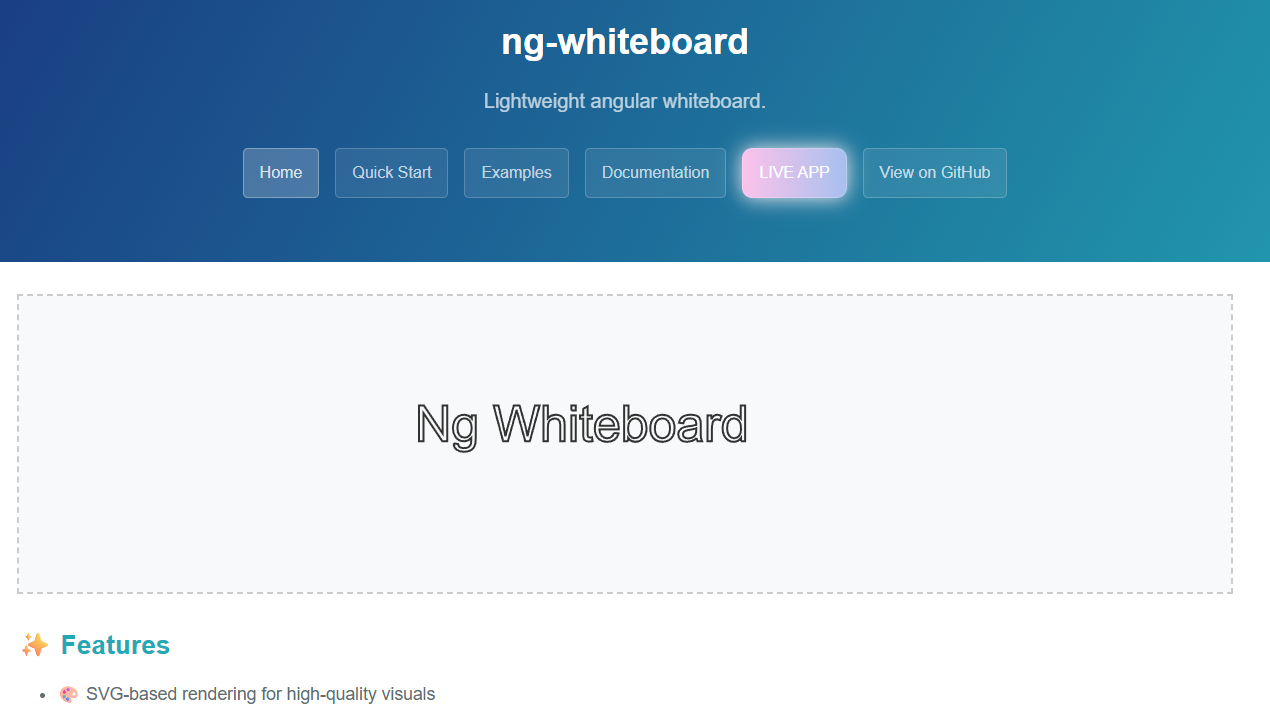 ng-whiteboard
Lightweight angular whiteboard.
Home Quick Start Examples Documentation LIVE APP View on GitHub
Ng Whiteboard
✨ Features
• 🎨 SVG-based rendering for high-quality visuals